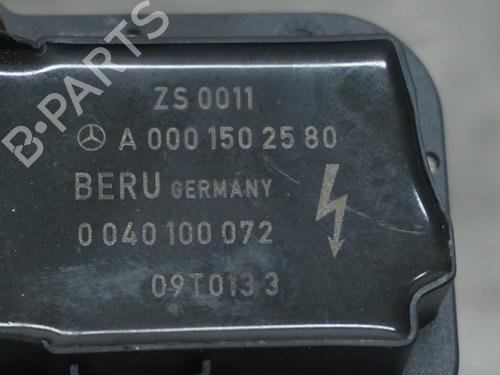 B·PARTS
ZS 0011
A 000 150 25 80
BERU GERMANY
0 040 100 072
09T013 3